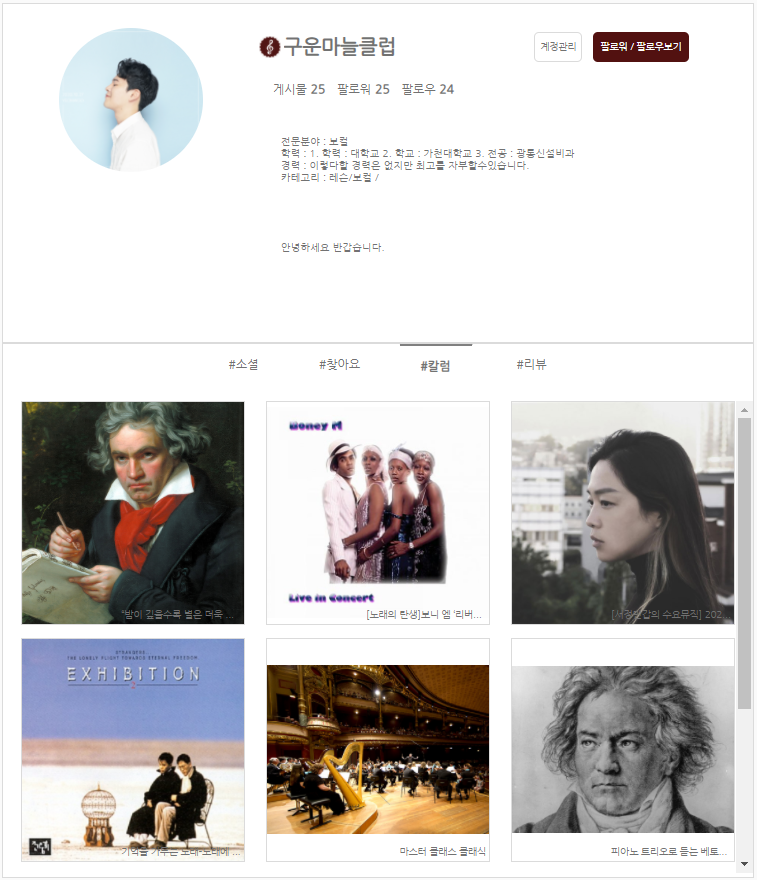 구운마늘클럽
계정관리
팔로워 / 팔로우보기
게시물 25 팔로워 25 팔로우 24
전문분야 : 보컬
학력 : 1. 학력 : 대학교 2. 학교 : 가천대학교 3. 전공 : 광통신설비과
경력 : 이렇다할 경력은 없지만 최고를 자부할수있습니다.
카테고리 : 레슨/보컬 /
안녕하세요 반갑습니다.
#소셜 #찾아요 #칼럼 #리뷰
Boney M
Live in Concert
"밤이 깊을수록 별은 더욱 ...
[노래의 탄생]보니 엠 '리버...
[서정민갑의 수요뮤직] 202...
THE LONELY FLIGHT TOWARDS ETERNAL FREEDOM
EXHIBITION
기억을 가두는 노래-노래에 ...
마스터 클래스 클래식
피아노 트리오로 듣는 베토...